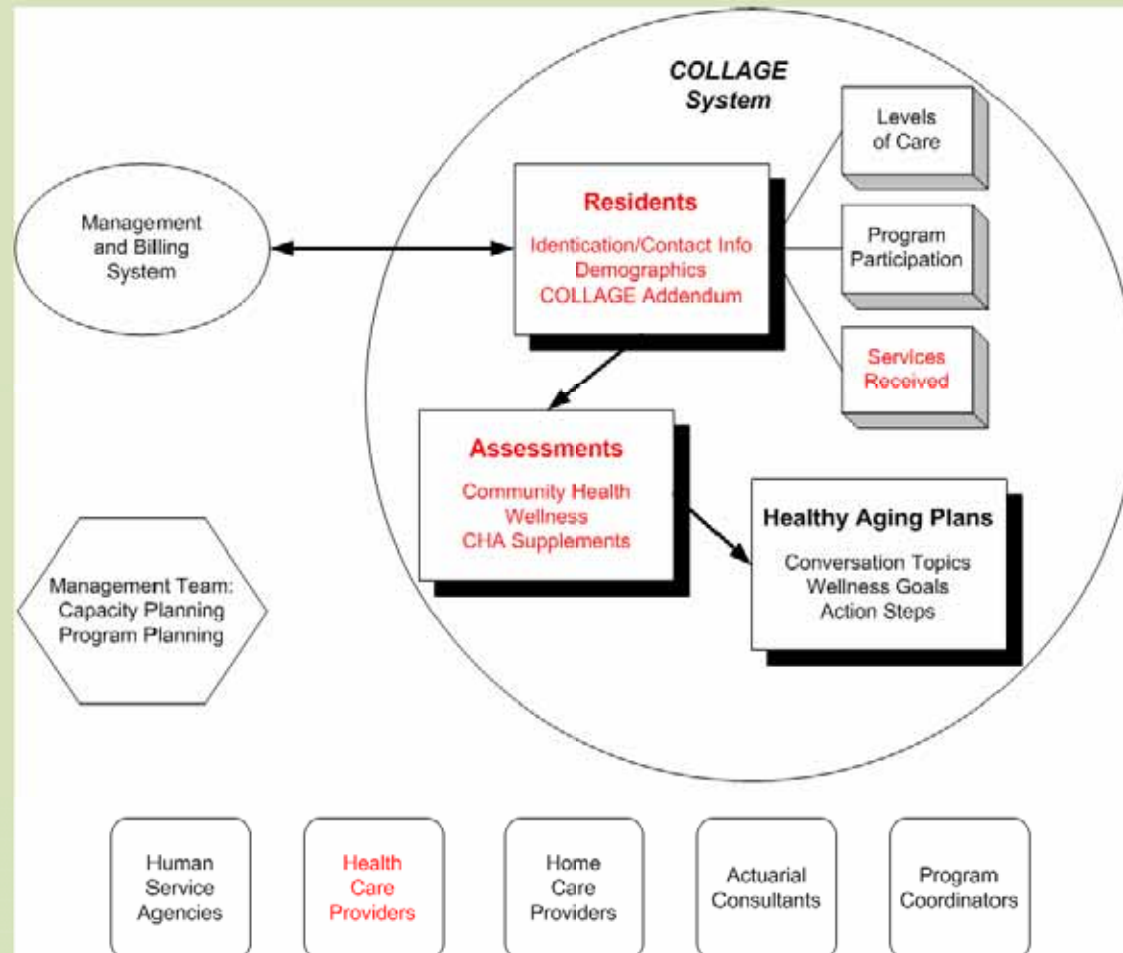 COLLAGE
System
Levels
of Care
Management
and Billing
System
Residents
Identication/Contact Info
Demographics
COLLAGE Addendum
Program
Participation
Services
Received
Assessments
Community Health
Wellness
CHA Supplements
Healthy Aging Plans
Conversation Topics
Wellness Goals
Action Steps
Management Team:
Capacity Planning
Program Planning
Human
Service
Agencies
Health
Care
Providers
Home
Care
Providers
Actuarial
Consultants
Program
Coordinators